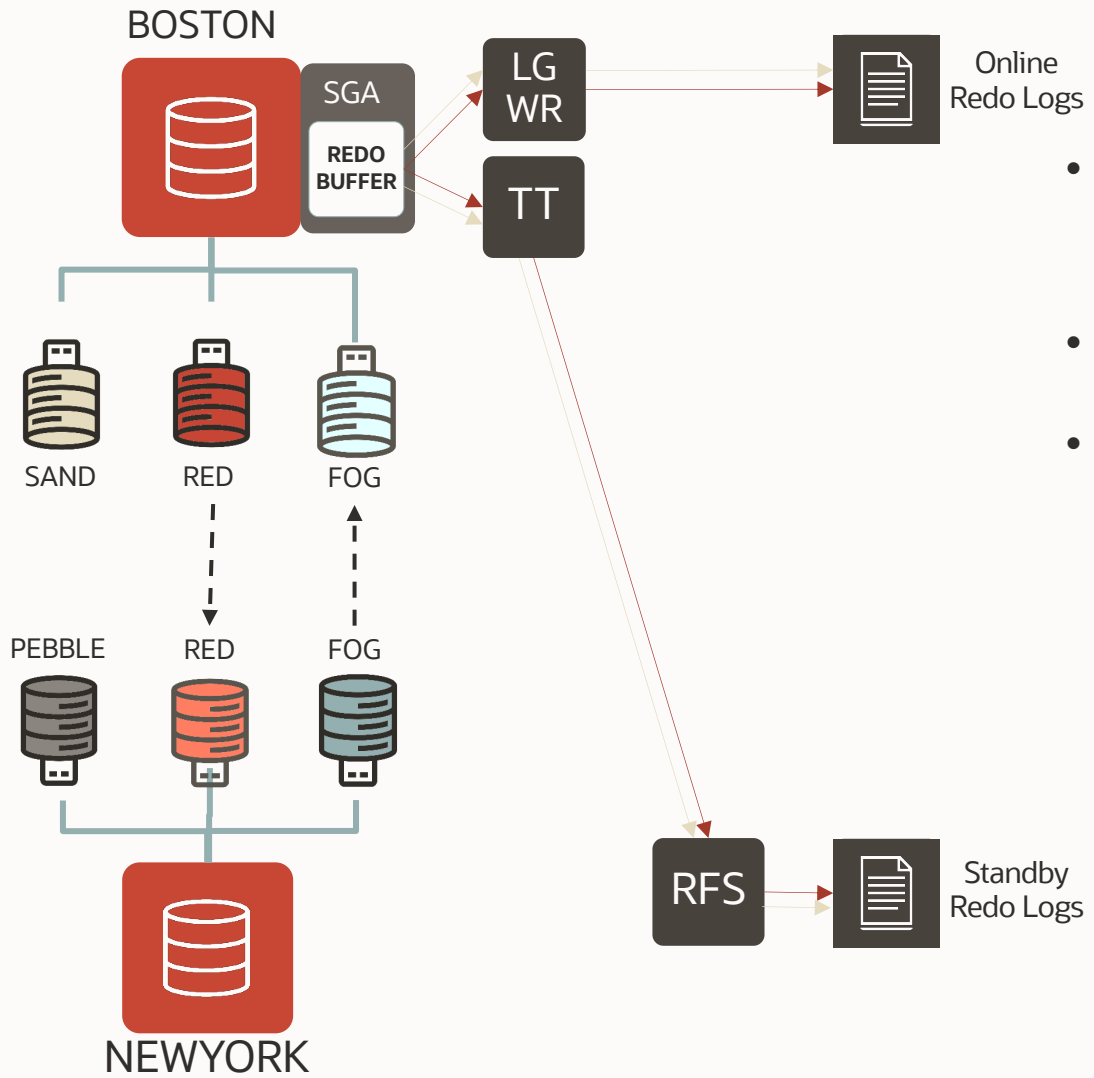 BOSTON
SGA
REDO
BUFFER
LG
WR
TT
Online
Redo Logs
•
•
•
SAND RED FOG
PEBBLE RED FOG
RFS
Standby
Redo Logs
NEWYORK